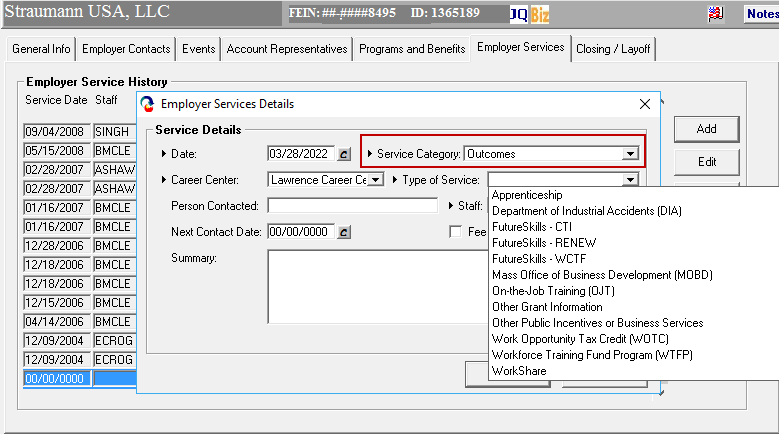 Straumann USA, LLC
FEIN: ##-####8495 ID: 1365189 JQ Biz
Notes
General Info Employer Contacts Events Account Representatives Programs and Benefits Employer Services Closing / Layoff
Employer Service History
Service Date Staff
09/04/2008 SINGH
05/15/2008 BMCLE
02/28/2007 ASHAW
02/28/2007 ASHAW
01/16/2007 BMCLE
01/16/2007 BMCLE
12/28/2006 BMCLE
12/18/2006 BMCLE
12/18/2006 BMCLE
12/15/2006 BMCLE
04/14/2006 BMCLE
12/09/2004 ECROG
12/09/2004 ECROG
00/00/0000
Add
Edit
Employer Services Details
Service Details
Date: 03/28/2022 c Service Category: Outcomes
Career Center: Lawrence Career Ce Type of Service:
Person Contacted: Staff:
Next Contact Date: 00/00/0000 c Fee
Summary:
Apprenticeship
Department of Industrial Accidents (DIA)
FutureSkills - CTI
FutureSkills - RENEW
FutureSkills - WCTF
Mass Office of Business Development (MOBD)
On-the-Job Training (OJT)
Other Grant Information
Other Public Incentives or Business Services
Work Opportunity Tax Credit (WOTC)
Workforce Training Fund Program (WTFP)
WorkShare